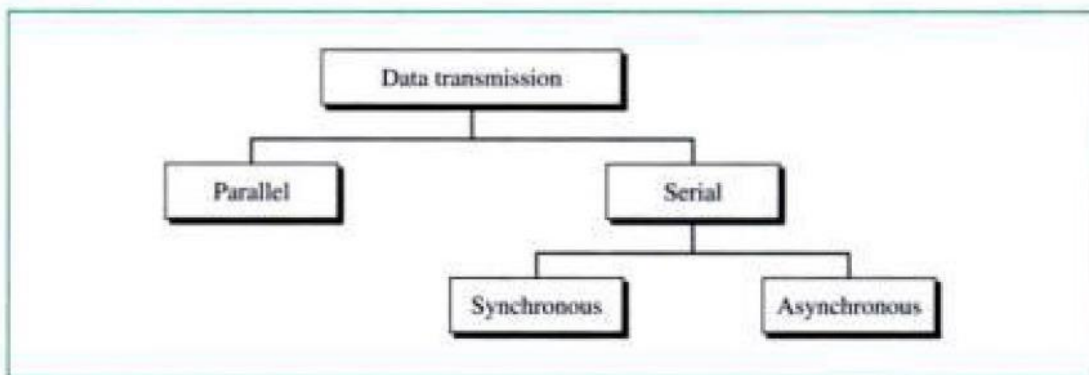 Data transmission
Parallel
Serial
Synchronous
Asynchronous